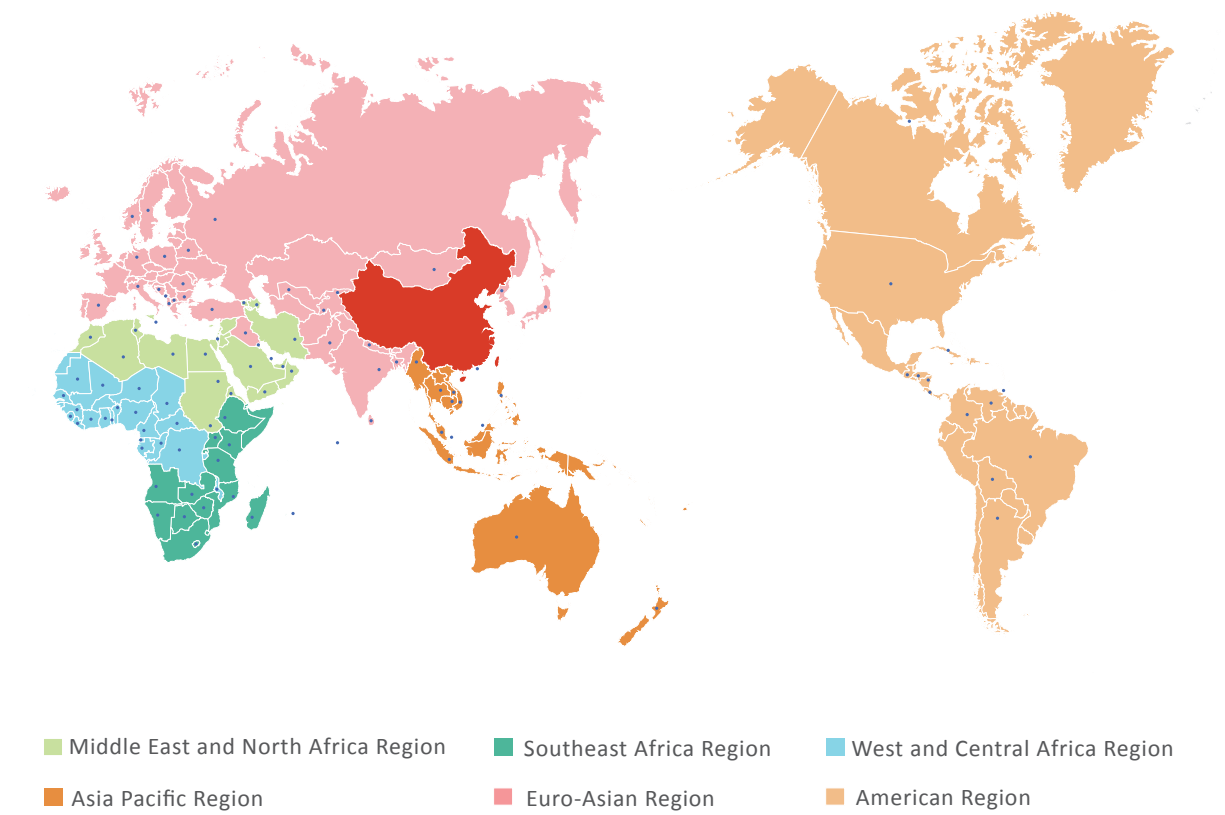 Middle East and North Africa Region
Southeast Africa Region
West and Central Africa Region
Asia Pacific Region
Euro-Asian Region
American Region